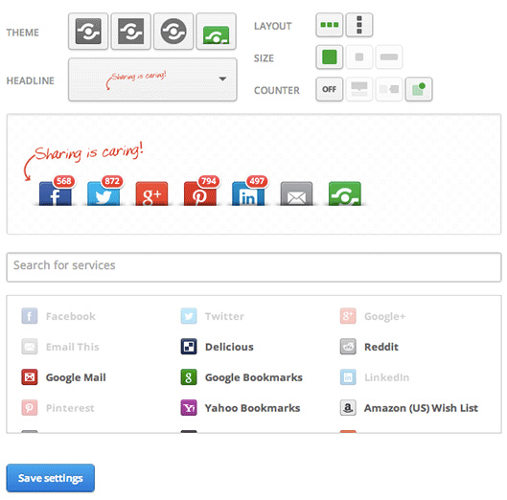 THEME
LAYOUT
SIZE
HEADLINE
Sharing is caring!
COUNTER
OFF
Sharing is caring!
568 872 794 497
f g+ in
Search for services
Facebook Twitter Google+
Email This Delicious Reddit
Google Mail Google Bookmarks LinkedIn
Pinterest Yahoo Bookmarks Amazon (US) Wish List
Save settings